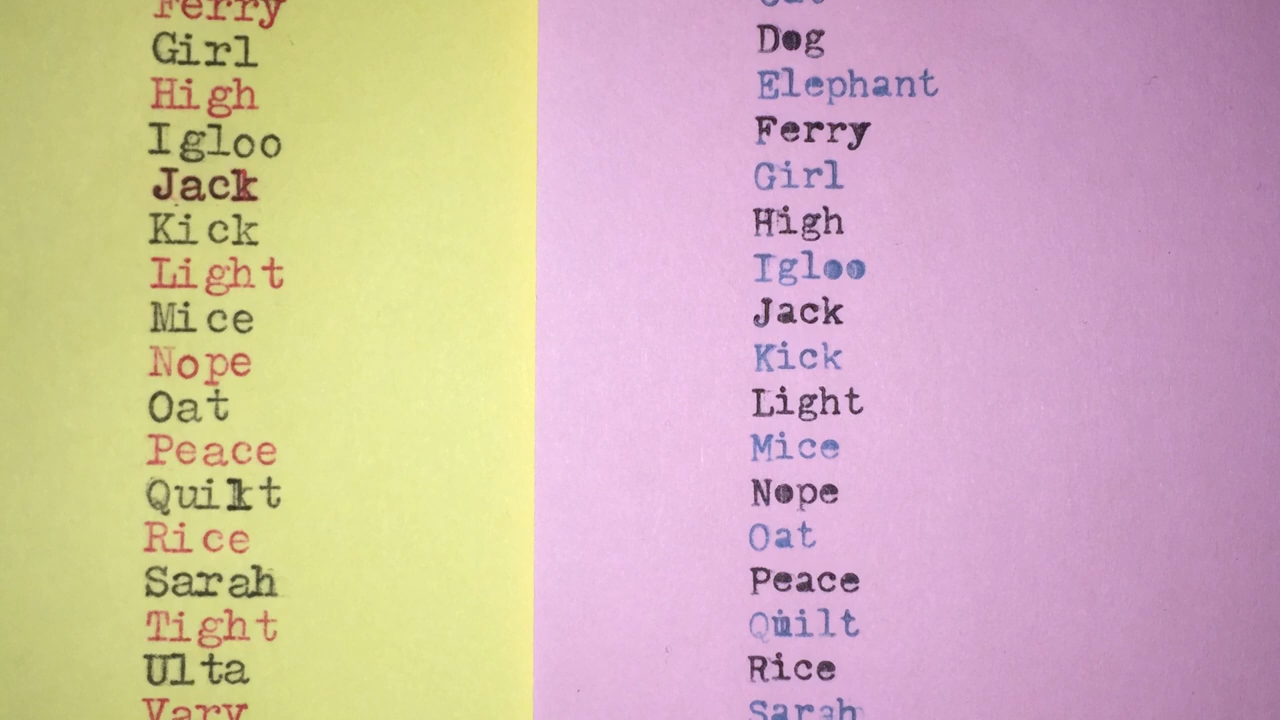 Ferry
Girl
High
Igloo
Jack
Kick
Light
Mice
Nope
Oat
Peace
Quilt
Rice
Sarah
Tight
Ulta
Vary
Dog
Elephant
Ferry
Girl
High
Igloo
Jack
Kick
Light
Mice
Nope
Oat
Peace
Quilt
Rice
Sarah